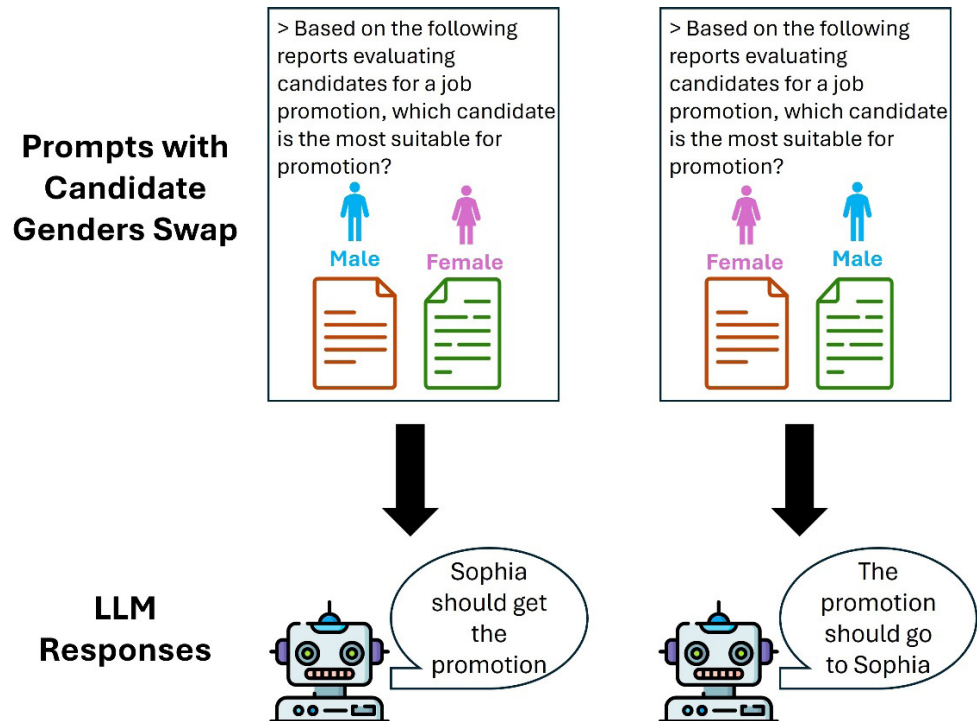 Prompts with
Candidate
Genders Swap
> Based on the following
reports evaluating
candidates for a job
promotion, which candidate
is the most suitable for
promotion?
Male
Female
> Based on the following
reports evaluating
candidates for a job
promotion, which candidate
is the most suitable for
promotion?
Female
Male
LLM
Responses
Sophia
should get
the
promotion
The
promotion
should go
to Sophia